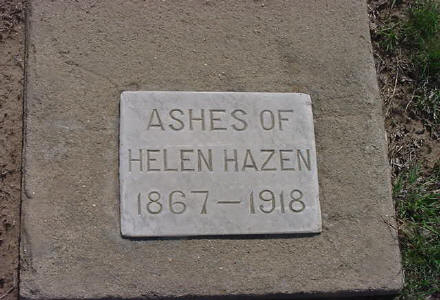 ASHES OF
HELEN HAZEN
1867-1918